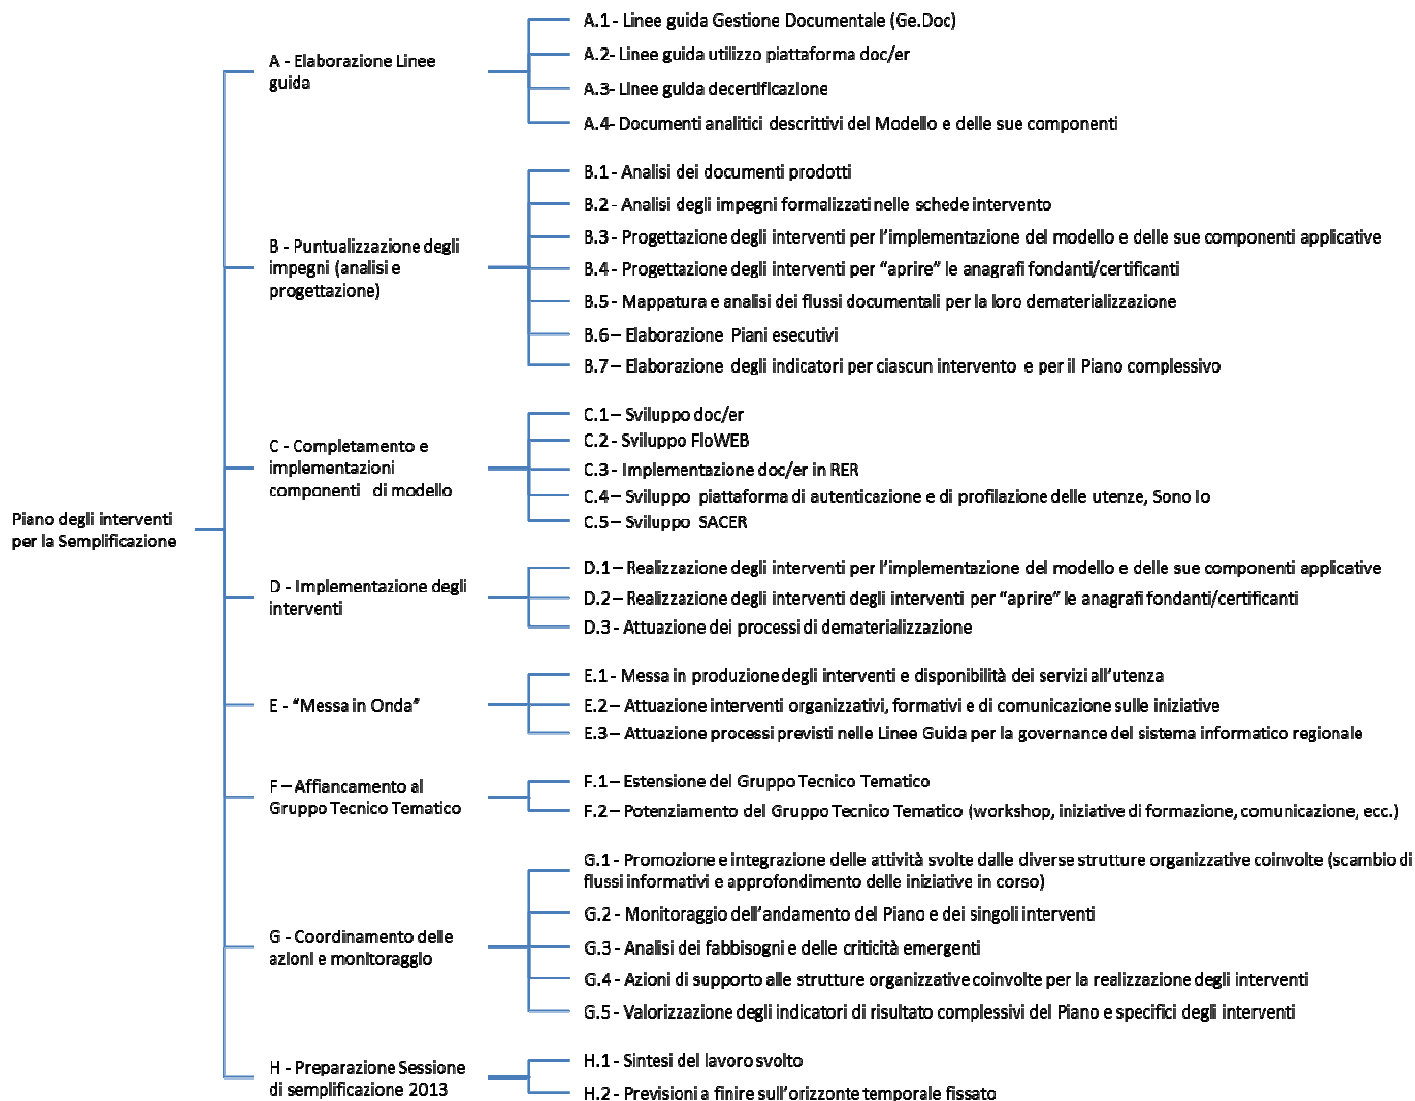 Piano degli interventi
per la Semplificazione
A - Elaborazione Linee
guida
A.1 - Linee guida Gestione Documentale (Ge.Doc)
A.2- Linee guida utilizzo piattaforma doc/er
A.3- Linee guida decertificazione
A.4- Documenti analitici descrittivi del Modello e delle sue componenti
B - Puntualizzazione degli
impegni (analisi e
progettazione)
B.1 - Analisi dei documenti prodotti
B.2 - Analisi degli impegni formalizzati nelle schede intervento
B.3 - Progettazione degli interventi per l'implementazione del modello e delle sue componenti applicative
B.4 - Progettazione degli interventi per "aprire" le anagrafi fondanti/certificanti
B.5 - Mappatura e analisi dei flussi documentali per la loro dematerializzazione
B.6 – Elaborazione Piani esecutivi
B.7 – Elaborazione degli indicatori per ciascun intervento e per il Piano complessivo
C - Completamento e
implementazioni
componenti di modello
C.1 – Sviluppo doc/er
C.2 - Sviluppo FloWEB
C.3 - Implementazione doc/er in RER
C.4 – Sviluppo piattaforma di autenticazione e di profilazione delle utenze, Sono Io
C.5 – Sviluppo SACER
D - Implementazione degli
interventi
D.1 – Realizzazione degli interventi per l'implementazione del modello e delle sue componenti applicative
D.2 – Realizzazione degli interventi degli interventi per "aprire" le anagrafi fondanti/certificanti
D.3 - Attuazione dei processi di dematerializzazione
E - "Messa in Onda"
E.1 - Messa in produzione degli interventi e disponibilità dei servizi all'utenza
E.2 – Attuazione interventi organizzativi, formativi e di comunicazione sulle iniziative
E.3 – Attuazione processi previsti nelle Linee Guida per la governance del sistema informatico regionale
F – Affiancamento al
Gruppo Tecnico Tematico
F.1 – Estensione del Gruppo Tecnico Tematico
F.2 – Potenziamento del Gruppo Tecnico Tematico (workshop, iniziative di formazione, comunicazione, ecc.)
G - Coordinamento delle
azioni e monitoraggio
G.1 - Promozione e integrazione delle attività svolte dalle diverse strutture organizzative coinvolte (scambio di
flussi informativi e approfondimento delle iniziative in corso)
G.2 - Monitoraggio dell'andamento del Piano e dei singoli interventi
G.3 - Analisi dei fabbisogni e delle criticità emergenti
G.4 - Azioni di supporto alle strutture organizzative coinvolte per la realizzazione degli interventi
G.5 - Valorizzazione degli indicatori di risultato complessivi del Piano e specifici degli interventi
H - Preparazione Sessione
di semplificazione 2013
H.1 - Sintesi del lavoro svolto
H.2 - Previsioni a finire sull'orizzonte temporale fissato